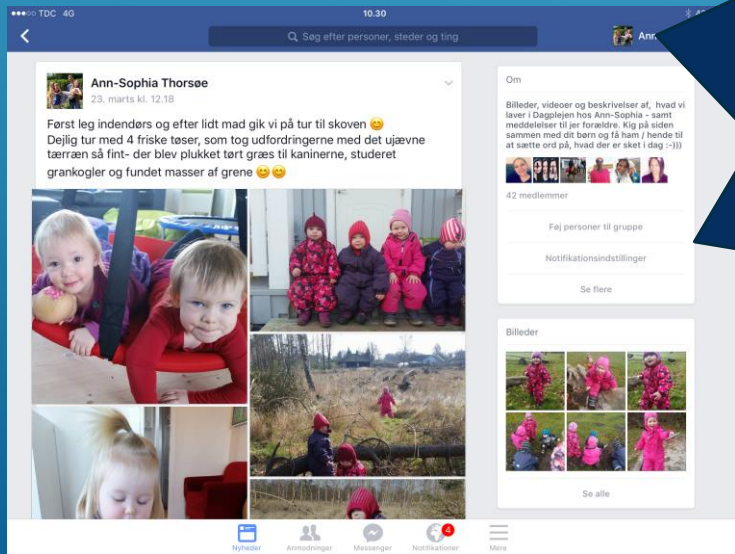 TDC 4G
10.30
Søg efter personer, steder og ting
Ann-Sophia Thorsøe
23. marts kl. 12.18
Først leg indendørs og efter lidt mad gik vi på tur til skoven 😊
Dejlig tur med 4 friske tøser, som tog udfordringerne med det ujævne
tærræn så fint- der blev plukket tørt græs til kaninerne, studeret
grankogler og fundet masser af grene 😊😊
Om
Billeder, videoer og beskrivelser af, hvad vi
laver i Dagplejen hos Ann-Sophia - samt
meddelelser til jer forældre. Kig på siden
sammen med dit barn og få ham / hende til
at sætte ord på, hvad der er sket i dag :-)))
42 medlemmer
Føj personer til gruppe
Notifikationsindstillinger
Se flere
Billeder
Se alle
Nyheder
Anmodninger
Messenger
4
Notifikationer
Mere